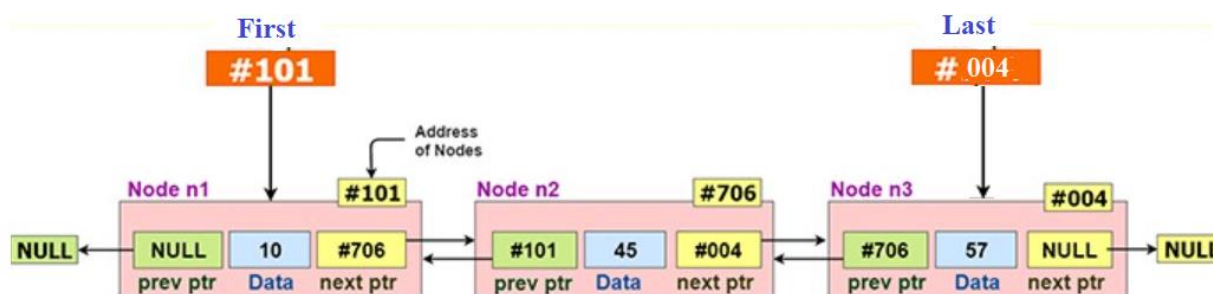 First
Last
#101
# 004
Address
of Nodes
Node n1
#101
Node n2
#706
Node n3
#004
NULL
NULL
10
#706
#101
45
#004
#706
57
NULL
NULL
prev ptr
Data
next ptr
prev ptr
Data
next ptr
prev ptr
Data
next ptr